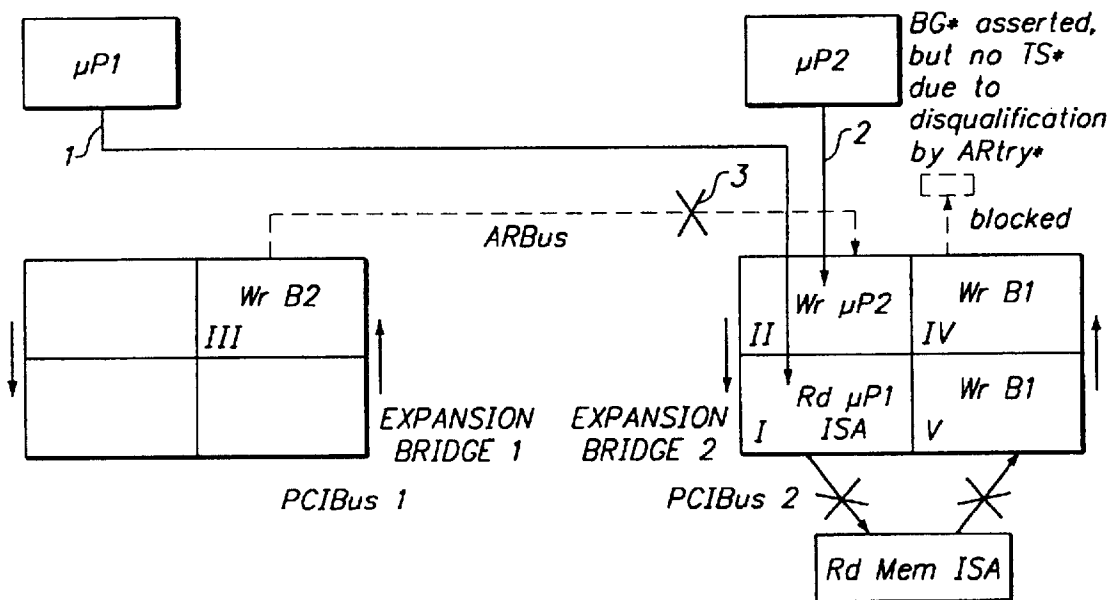 μP1
μP2
BG* asserted,
but no TS*
due to
disqualification
by ARtry*
1
2
3
ARBus
blocked
Wr B2
III
Wr μP2
II
Wr B1
IV
Rd μP1
ISA
I
Wr B1
V
EXPANSION
BRIDGE 1
EXPANSION
BRIDGE 2
PCIBus 1
PCIBus 2
Rd Mem ISA